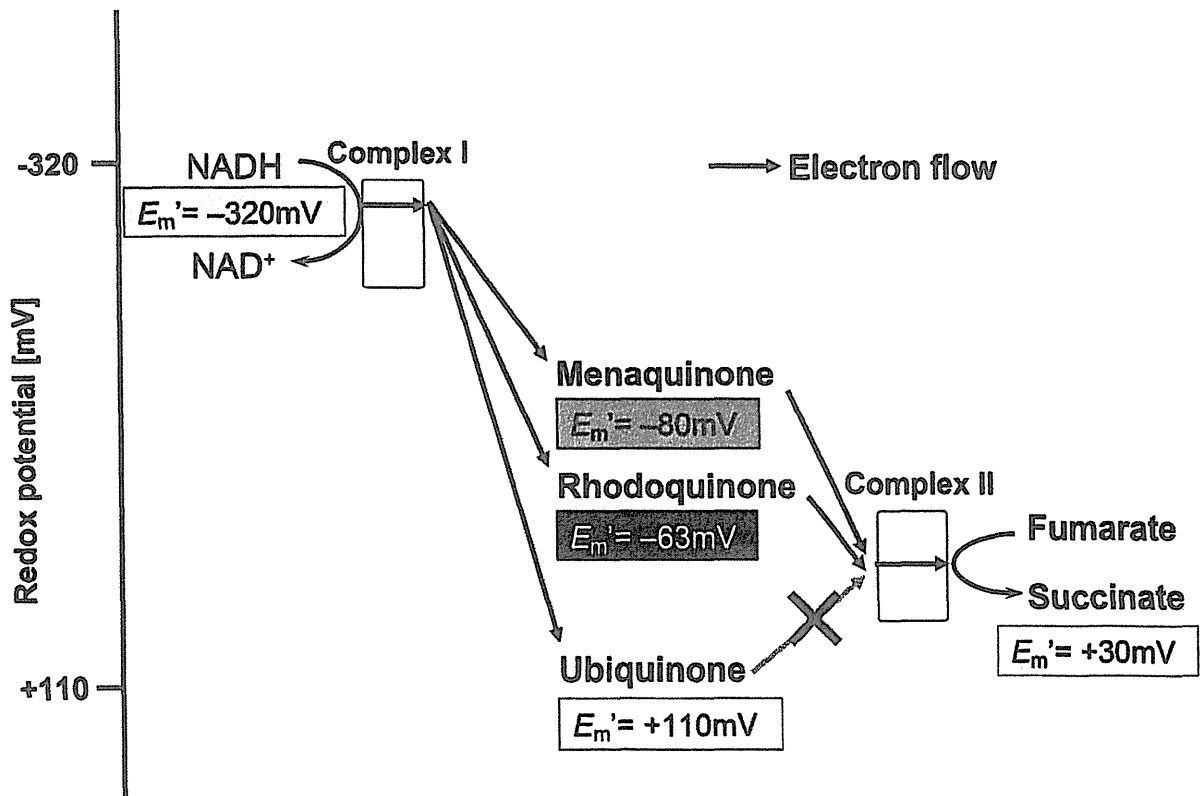 -320
NADH
Complex I
Electron flow
Em'= –320mV
NAD+
Redox potential [mV]
Menaquinone
Em'= –80mV
Rhodoquinone
Complex II
Em'= –63mV
Fumarate
Succinate
Em'= +30mV
Ubiquinone
+110
Em'= +110mV